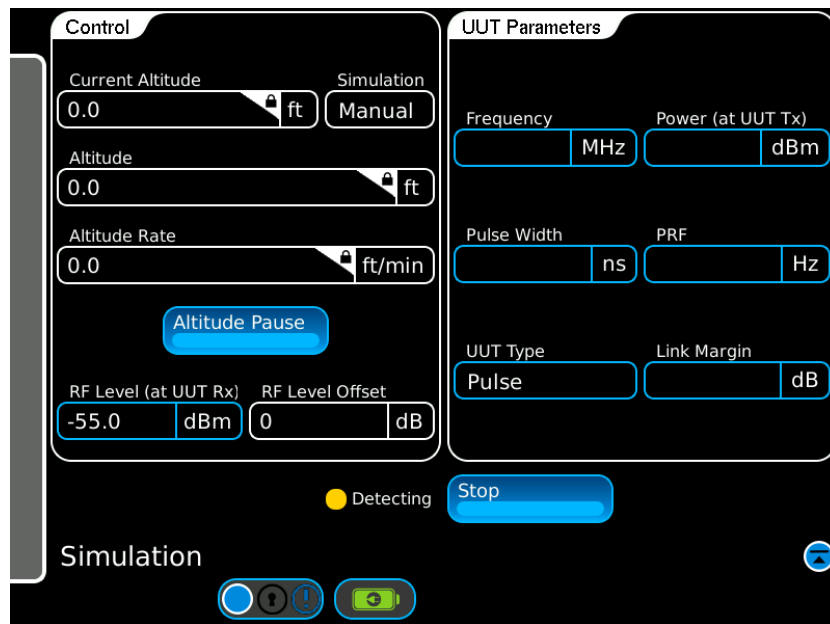 Control
Current Altitude
Simulation
0.0 ft
Manual
Altitude
0.0 ft
Altitude Rate
0.0 ft/min
Altitude Pause
RF Level (at UUT Rx)
RF Level Offset
-55.0 dBm
0 dB
UUT Parameters
Frequency
Power (at UUT Tx)
MHz
dBm
Pulse Width
PRF
ns
Hz
UUT Type
Link Margin
Pulse
dB
Detecting
Stop
Simulation